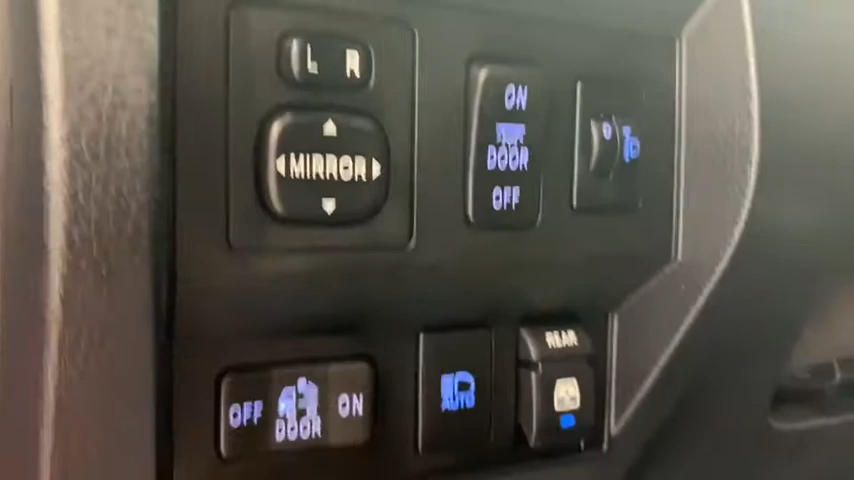 L R
MIRROR
ON
DOOR
OFF
OFF DOOR ON
AUTO
REAR